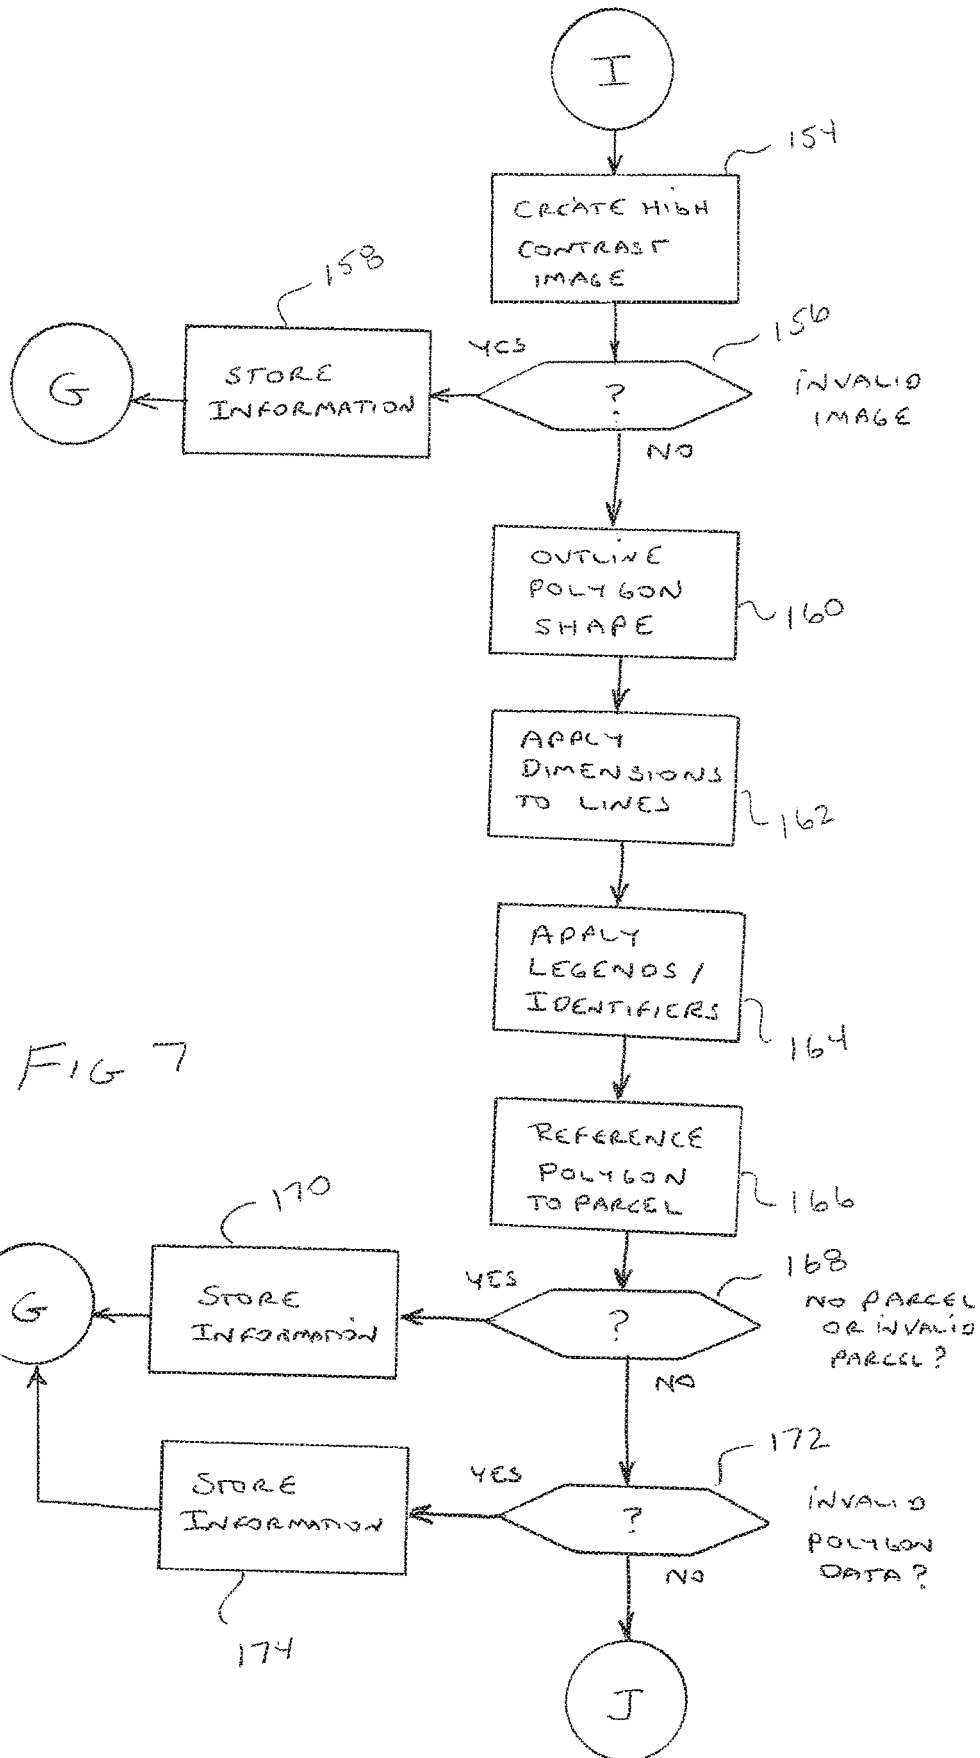 I
154
CREATE HIGH
CONTRAST
IMAGE
158
156
YES
INVALID
IMAGE
G
STORE
INFORMATION
?
NO
OUTLINE
POLYGON
SHAPE
160
APPLY
DIMENSIONS
TO LINES
162
APPLY
LEGENDS /
IDENTIFIERS
164
FIG 7
REFERENCE
POLYGON
TO PARCEL
166
170
168
YES
NO PARCEL
OR INVALID
PARCEL?
G
STORE
INFORMATION
?
NO
172
YES
STORE
INFORMATION
?
INVALID
POLYGON
DATA?
NO
174
J